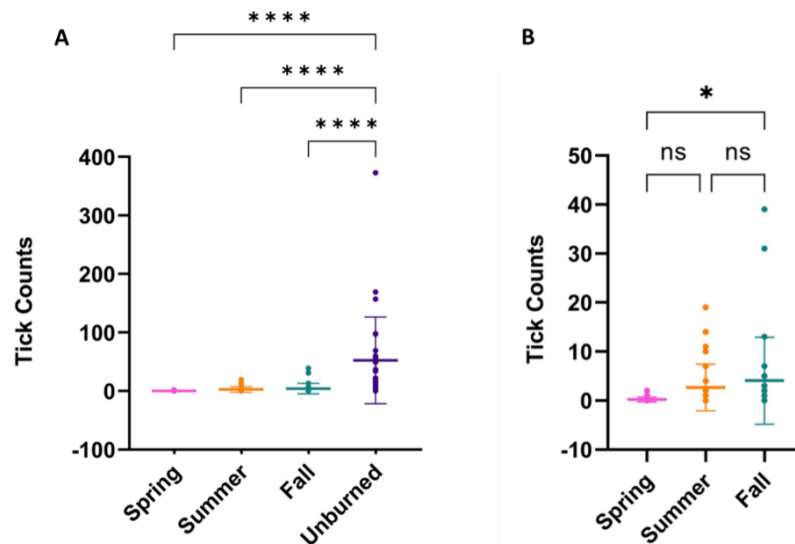 A
****
****
****
Tick Counts
400
300
200
100
0
-100
Spring
Summer
Fall
Unburned
B
*
ns
ns
Tick Counts
50
40
30
20
10
0
-10
Spring
Summer
Fall